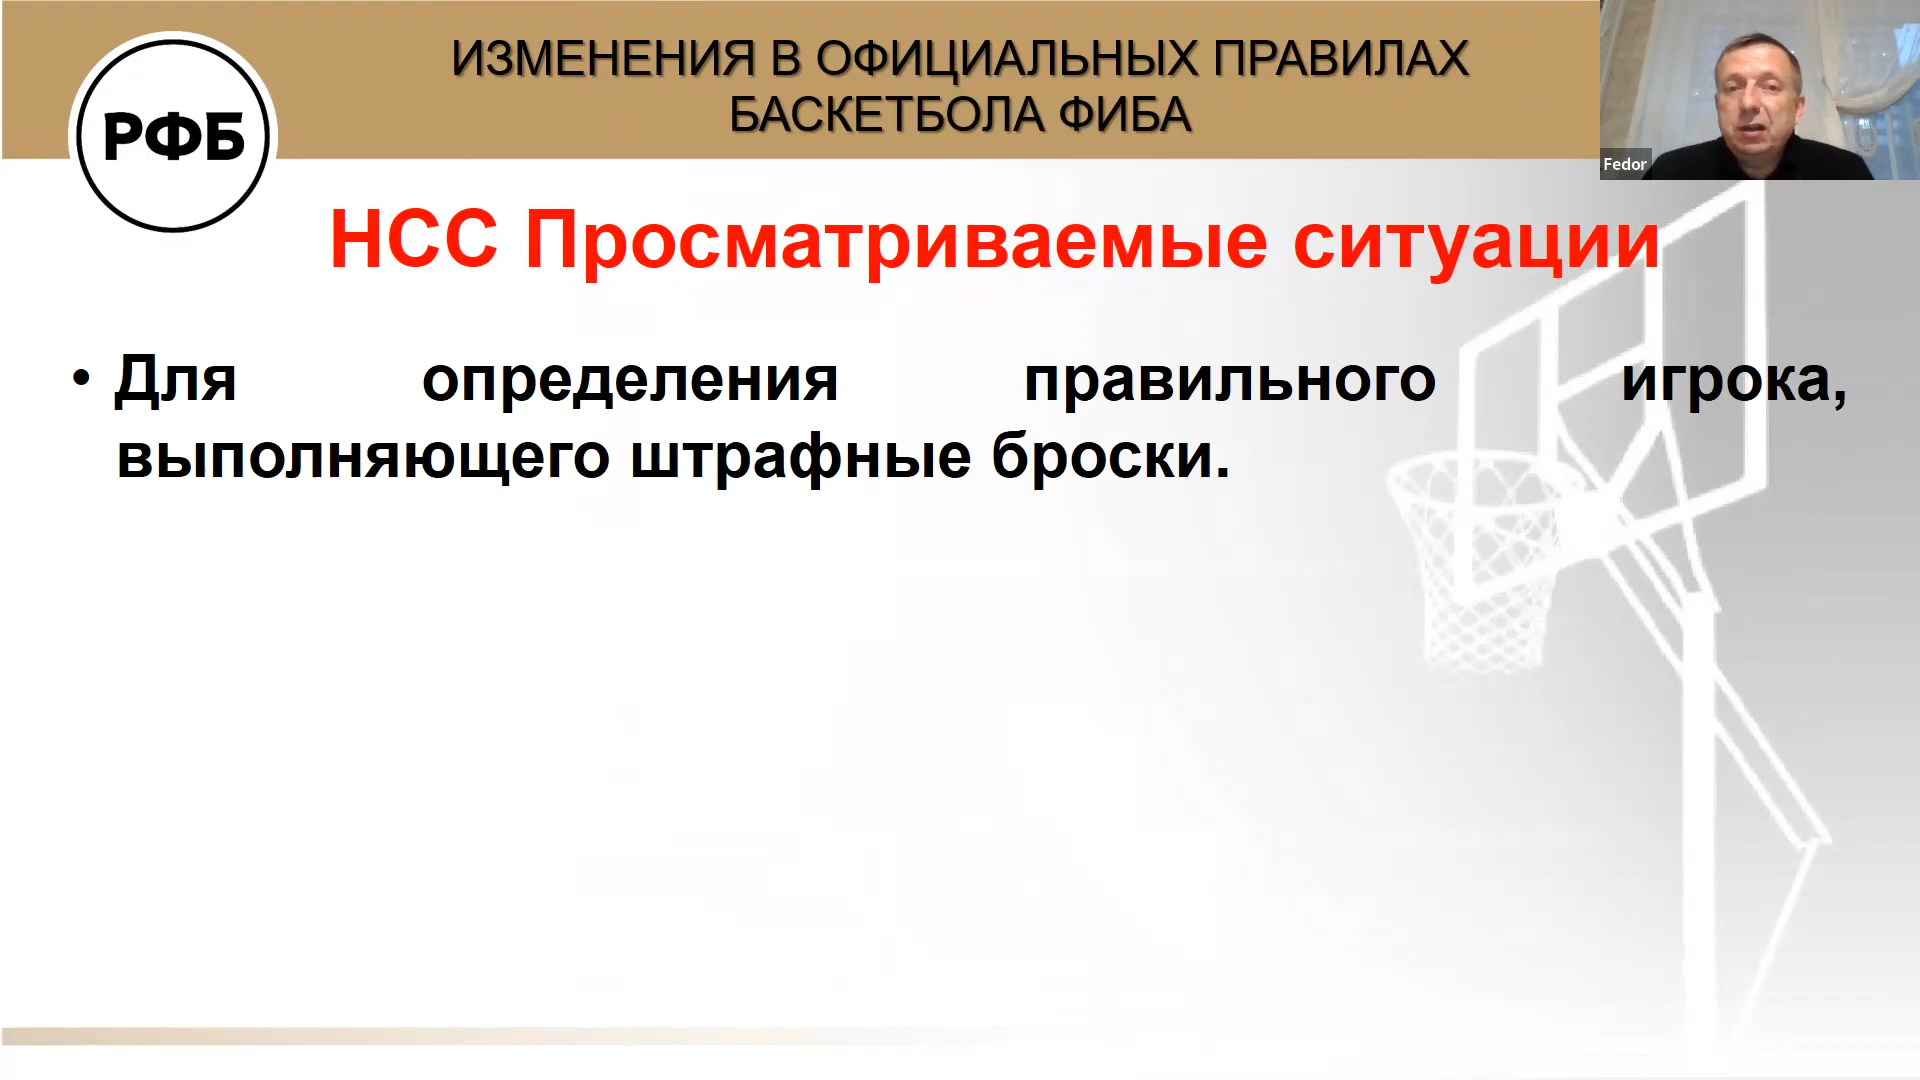 ИЗМЕНЕНИЯ В ОФИЦИАЛЬНЫХ ПРАВИЛАХ
БАСКЕТБОЛА ФИБА
РФБ
Fedor
НСС Просматриваемые ситуации
• Для определения правильного игрока,
выполняющего штрафные броски.